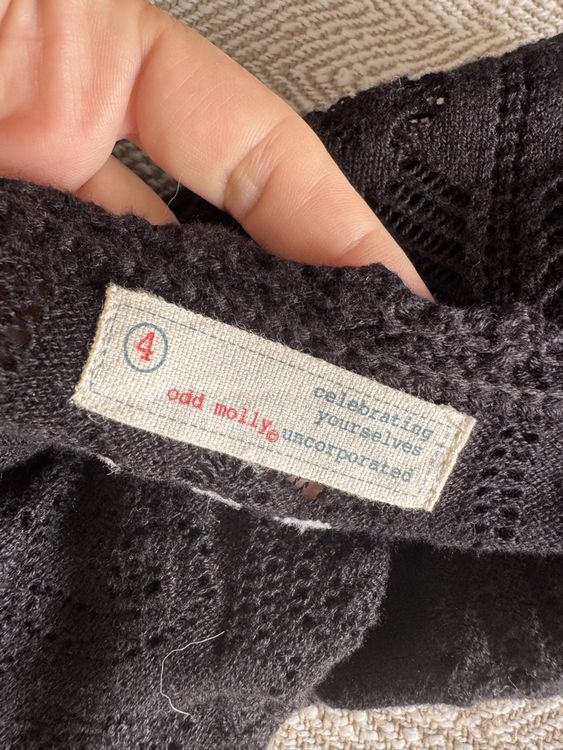 4
odd molly©
celebrating
yourselves
uncorporated